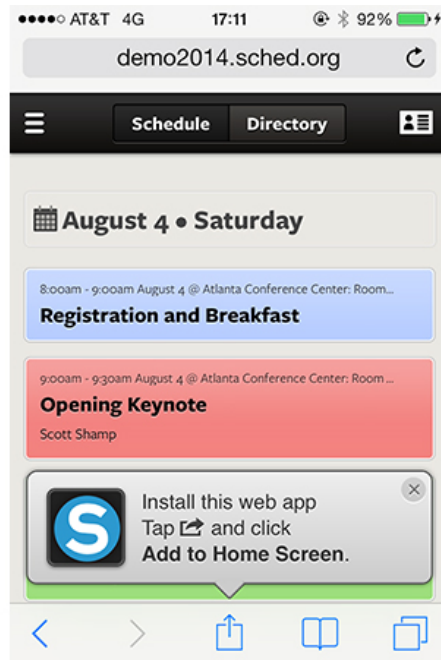 AT&T 4G 17:11 92%
demo2014.sched.org
Schedule Directory
August 4 • Saturday
8:00am - 9:00am August 4 @ Atlanta Conference Center: Room...
Registration and Breakfast
9:00am - 9:30am August 4 @ Atlanta Conference Center: Room ...
Opening Keynote
Scott Shamp
S
Install this web app
Tap and click
Add to Home Screen.